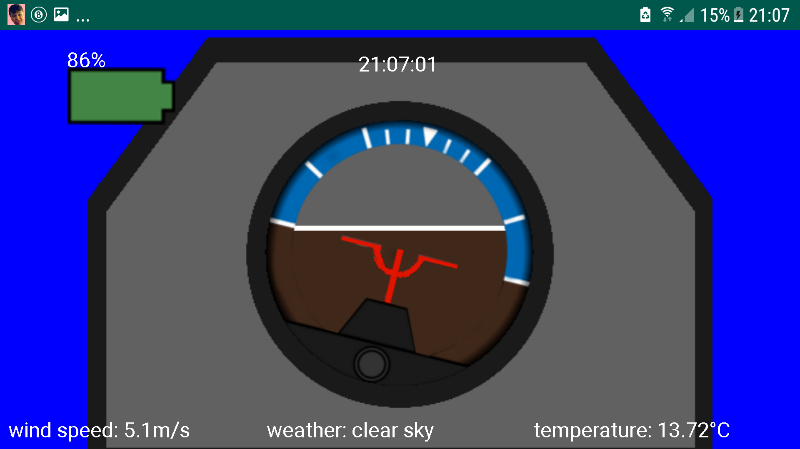 ... 15% 21:07
86%
21:07:01
wind speed: 5.1m/s weather: clear sky temperature: 13.72°C